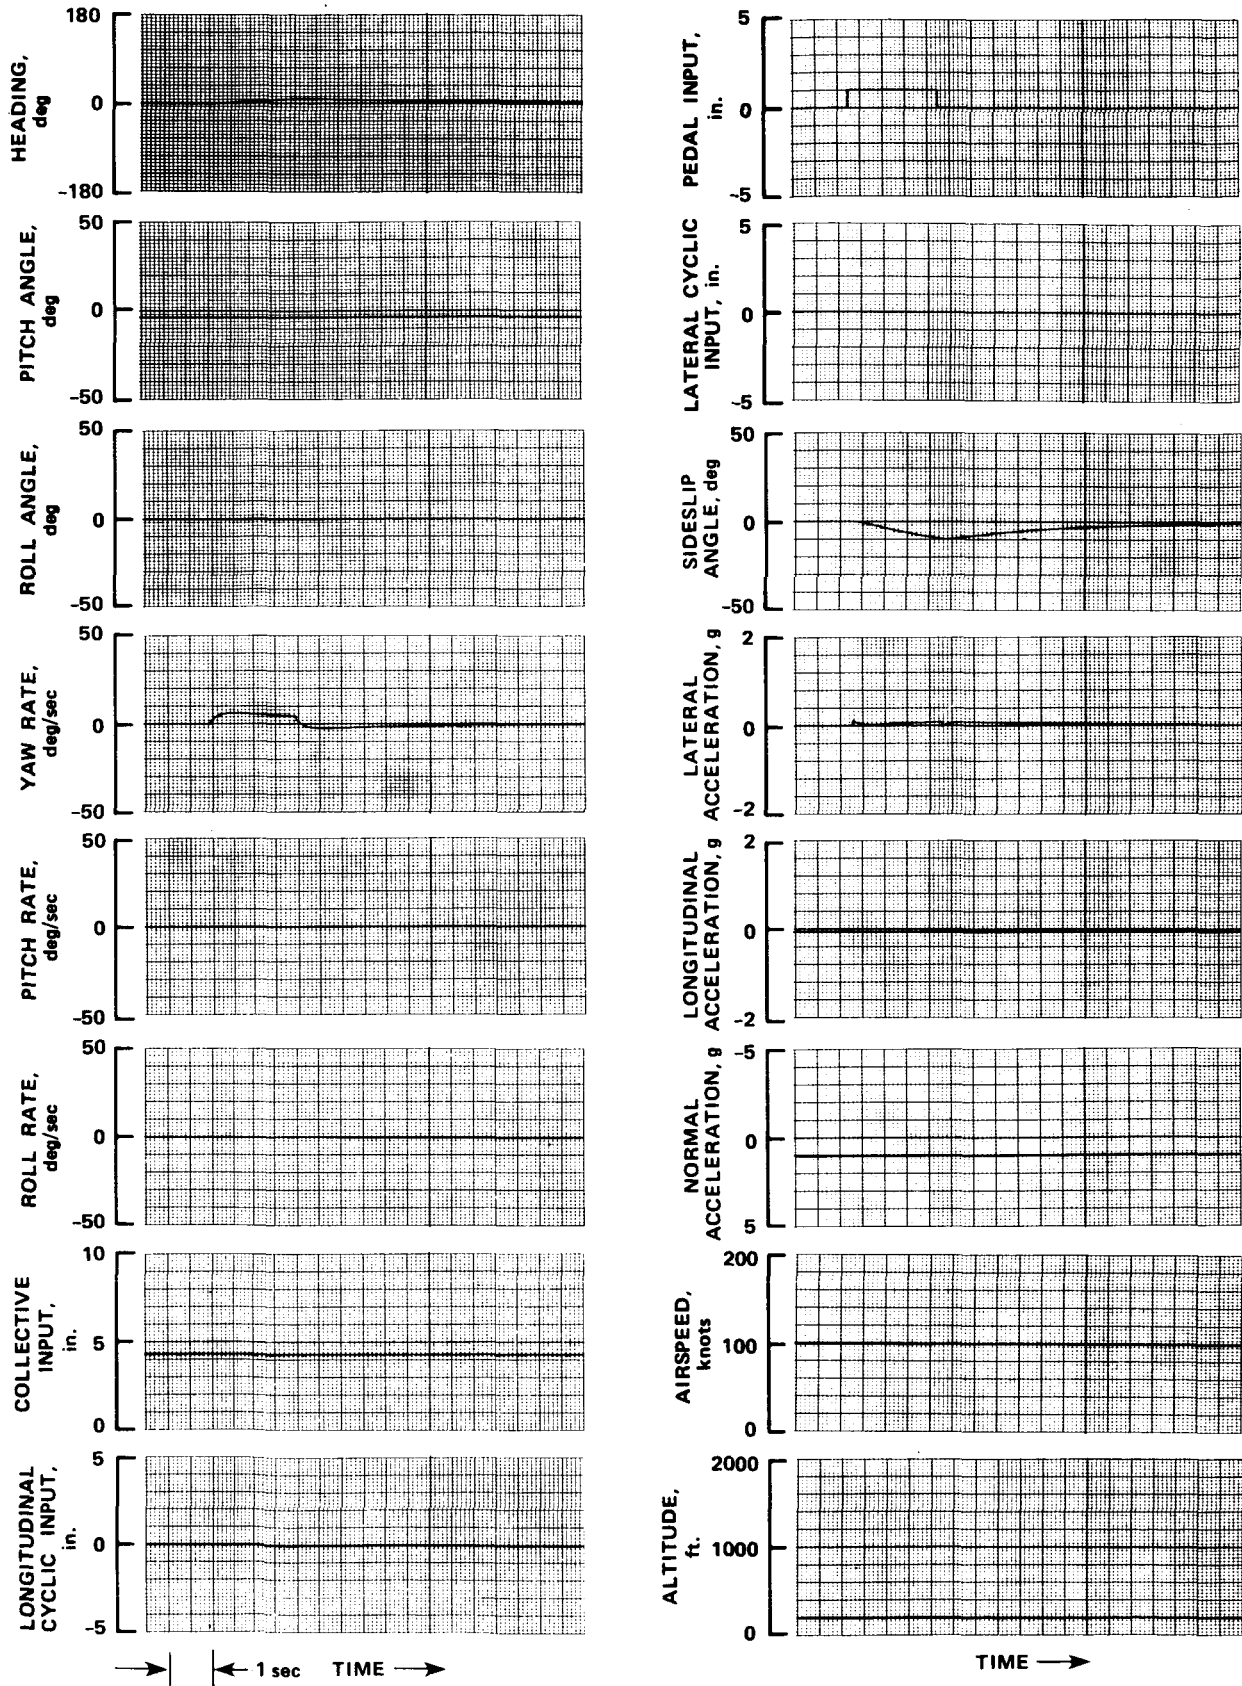 HEADING,
deg
180
0
-180
PITCH ANGLE,
deg
50
0
-50
ROLL ANGLE,
deg
50
0
-50
YAW RATE,
deg/sec
50
0
-50
PITCH RATE,
deg/sec
50
0
-50
ROLL RATE,
deg/sec
50
0
-50
COLLECTIVE
INPUT,
in.
10
5
0
LONGITUDINAL
CYCLIC INPUT,
in.
5
0
-5
1 sec TIME
PEDAL INPUT,
in.
5
0
-5
LATERAL CYCLIC
INPUT, in.
5
0
-5
SIDESLIP
ANGLE, deg
50
0
-50
LATERAL
ACCELERATION, g
2
0
-2
LONGITUDINAL
ACCELERATION, g
2
0
-2
NORMAL
ACCELERATION, g
-5
0
5
AIRSPEED,
knots
200
100
0
ALTITUDE,
ft.
2000
1000
0
TIME